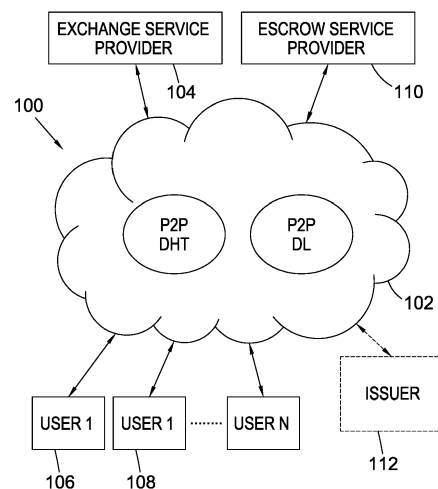 EXCHANGE SERVICE
PROVIDER
104
ESCROW SERVICE
PROVIDER
110
100
P2P
DHT
P2P
DL
102
USER 1
106
USER 1
108
USER N
ISSUER
112